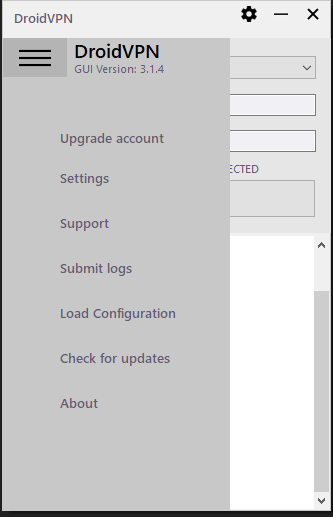 DroidVPN
DroidVPN
GUI Version: 3.1.4
ECTED
Upgrade account
Settings
Support
Submit logs
Load Configuration
Check for updates
About